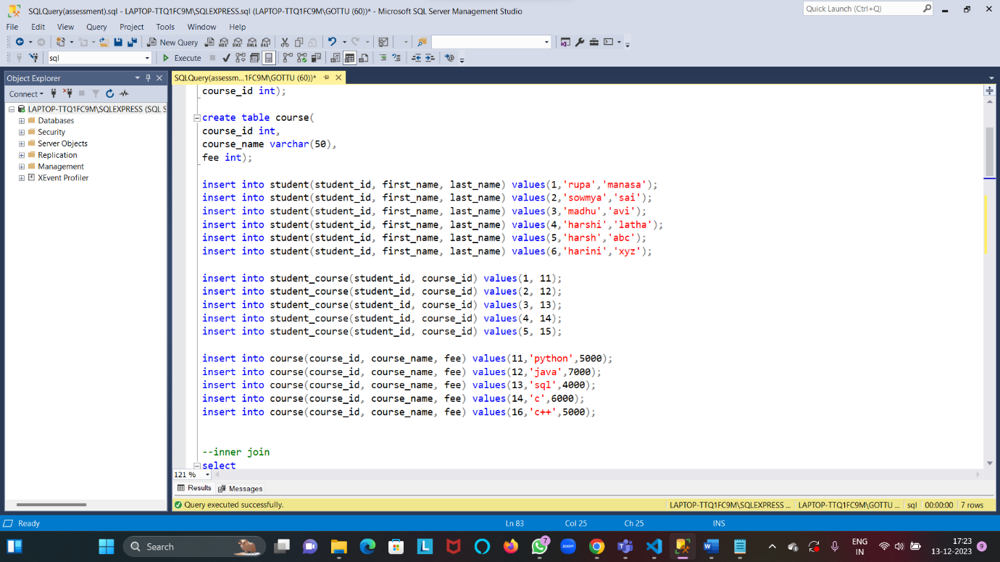 SQLQuery(assessment).sql - LAPTOP-TTQ1FC9M\SQLEXPRESS.sql (LAPTOP-TTQ1FC9M\GOTTU (60))* - Microsoft SQL Server Management Studio
Quick Launch (Ctrl+Q)
File Edit View Query Project Tools Window Help
New Query
sql Execute
Object Explorer
SQLQuery(assessm...1FC9M\GOTTU (60))*
Connect
LAPTOP-TTQ1FC9M\SQLEXPRESS (SQL S
Databases
Security
Server Objects
Replication
Management
XEvent Profiler
course_id int);
create table course(
course_id int,
course_name varchar(50),
fee int);
insert into student(student_id, first_name, last_name) values(1,'rupa','manasa');
insert into student(student_id, first_name, last_name) values(2,'sowmya','sai');
insert into student(student_id, first_name, last_name) values(3,'madhu','avi');
insert into student(student_id, first_name, last_name) values(4,'harshi','latha');
insert into student(student_id, first_name, last_name) values(5,'harsh','abc');
insert into student(student_id, first_name, last_name) values(6,'harini','xyz');
insert into student_course(student_id, course_id) values(1, 11);
insert into student_course(student_id, course_id) values(2, 12);
insert into student_course(student_id, course_id) values(3, 13);
insert into student_course(student_id, course_id) values(4, 14);
insert into student_course(student_id, course_id) values(5, 15);
insert into course(course_id, course_name, fee) values(11,'python',5000);
insert into course(course_id, course_name, fee) values(12,'java',7000);
insert into course(course_id, course_name, fee) values(13,'sql',4000);
insert into course(course_id, course_name, fee) values(14,'c',6000);
insert into course(course_id, course_name, fee) values(16,'c++',5000);
--inner join
select
121 %
Results Messages
Query executed successfully. LAPTOP-TTQ1FC9M\SQLEXPRESS ... LAPTOP-TTQ1FC9M\GOTTU ... sql 00:00:00 7 rows
Ready Ln 83 Col 25 Ch 25 INS
Search
zoom
7
ENG
IN
17:23
13-12-2023
9